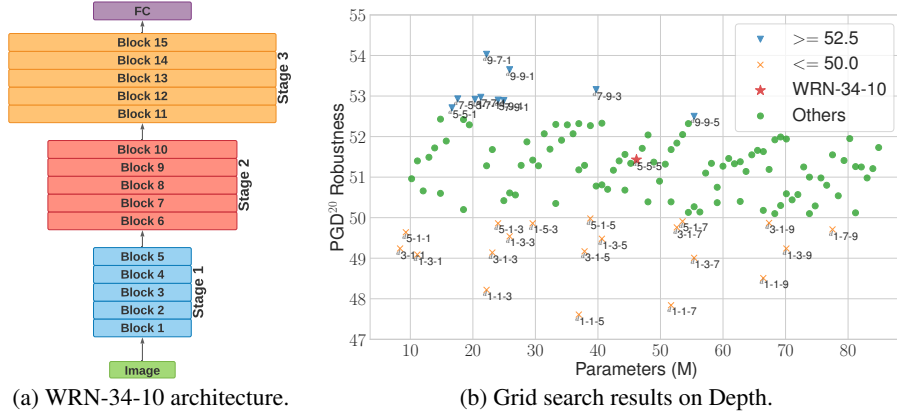 FC
Block 15
Block 14
Block 13
Block 12
Block 11
Stage 3
Block 10
Block 9
Block 8
Block 7
Block 6
Stage 2
Block 5
Block 4
Block 3
Block 2
Block 1
Stage 1
Image
(a) WRN-34-10 architecture.
PGD20 Robustness
55
54
53
52
51
50
49
48
47
10 20 30 40 50 60 70 80
Parameters (M)
>= 52.5
<= 50.0
WRN-34-10
Others
9-7-1
9-9-1
7-9-3
5-5-1
9-9-5
5-5-5
5-1-1
3-1-1
1-3-1
5-1-3
1-5-3
1-3-3
3-1-3
1-1-3
5-1-5
1-3-5
3-1-5
1-1-5
5-1-7
3-1-7
1-3-7
1-1-7
3-1-9
1-3-9
1-1-9
1-7-9
(b) Grid search results on Depth.